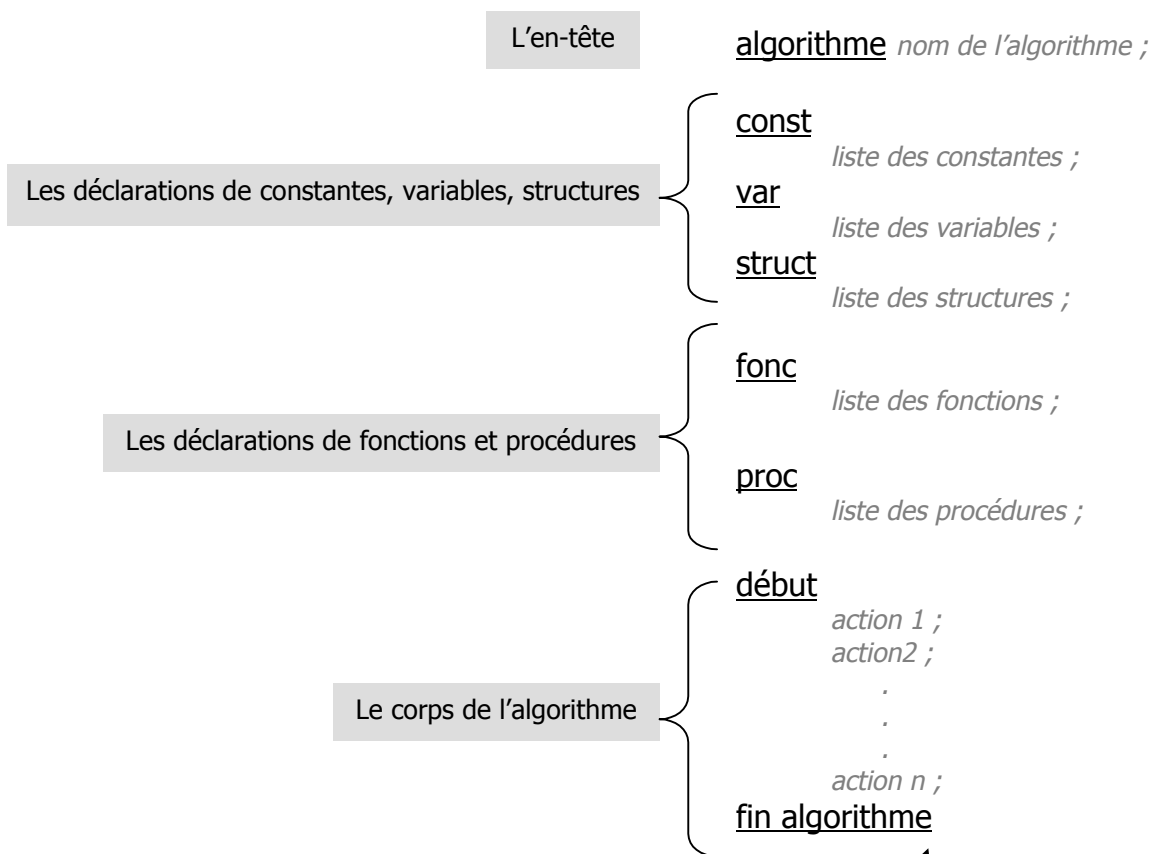 L'en-tête
algorithme nom de l'algorithme ;
Les déclarations de constantes, variables, structures
const
liste des constantes ;
var
liste des variables ;
struct
liste des structures ;
Les déclarations de fonctions et procédures
fonc
liste des fonctions ;
proc
liste des procédures ;
Le corps de l'algorithme
début
action 1 ;
action2 ;
.
.
.
action n ;
fin algorithme